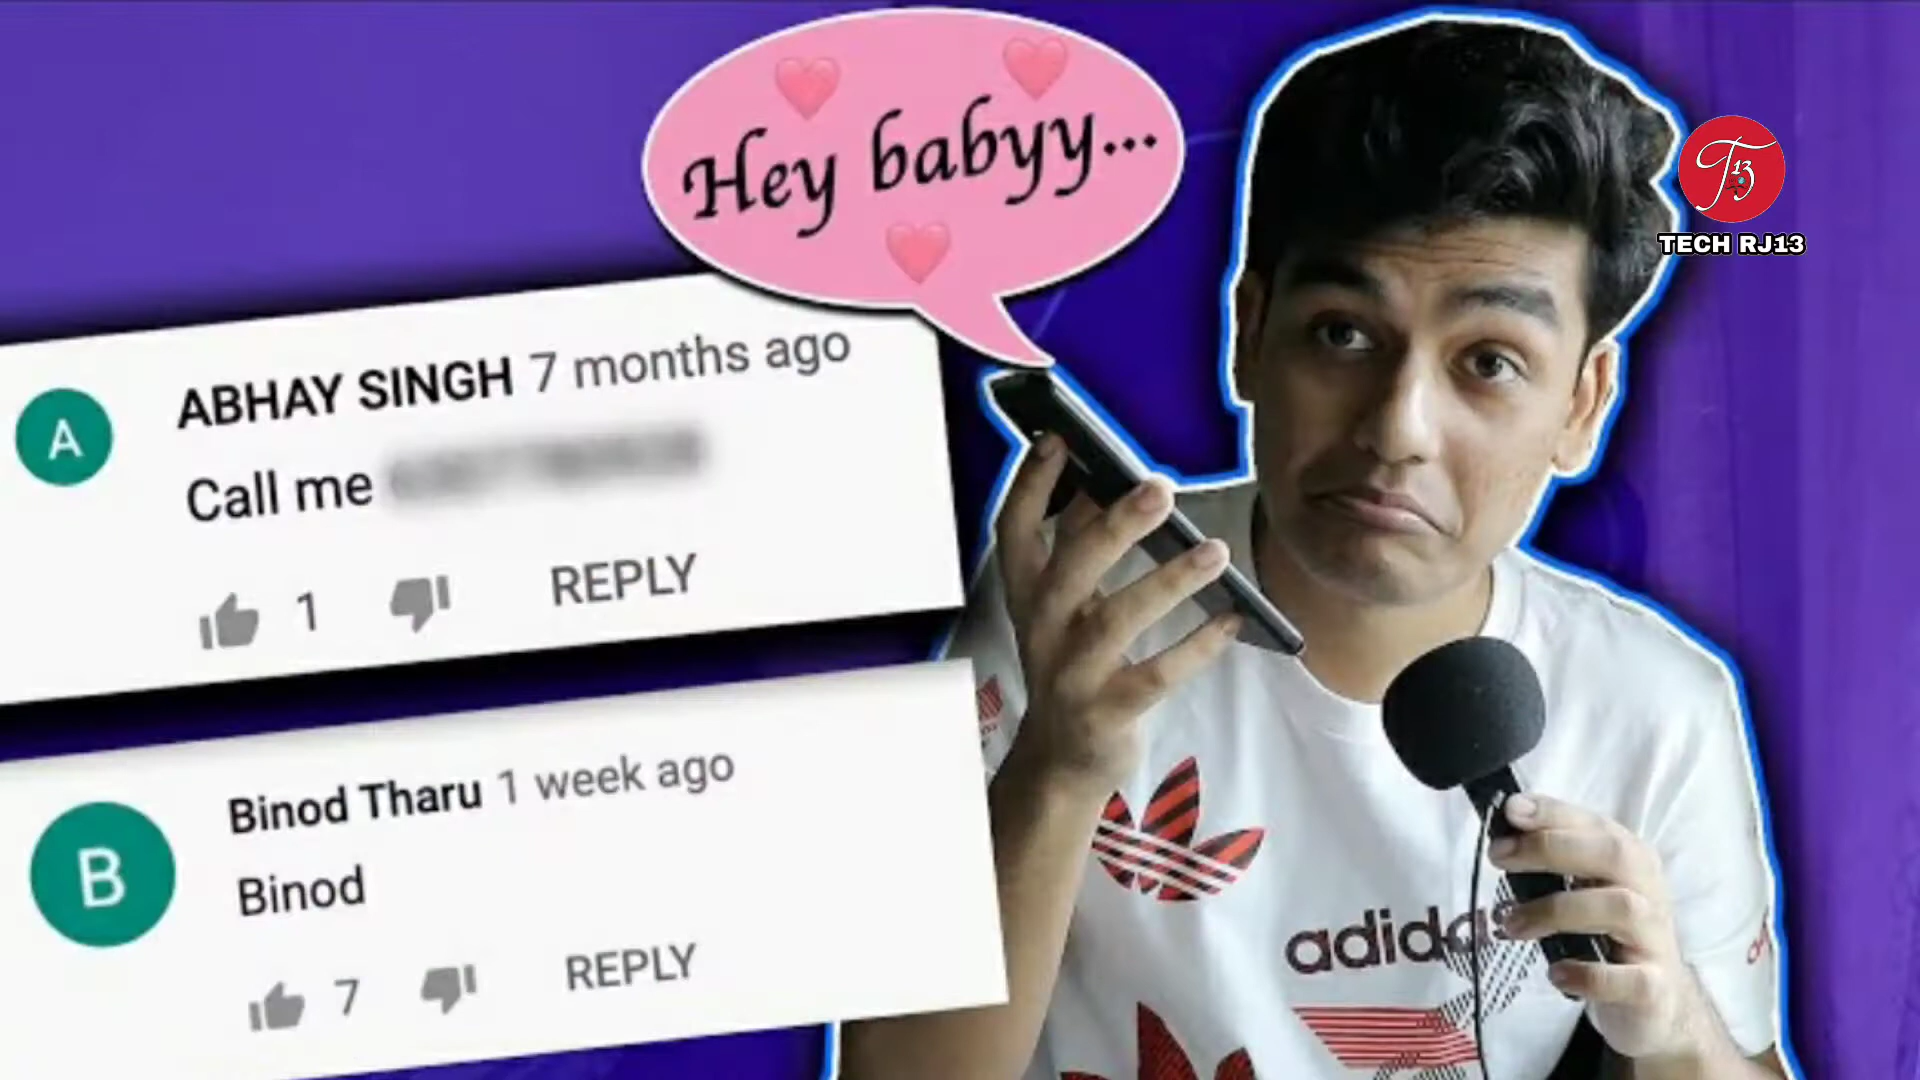 Hey babyy...
T13
TECH RJ13
A
ABHAY SINGH 7 months ago
Call me
1
REPLY
B
Binod Tharu 1 week ago
Binod
7
REPLY
adidas